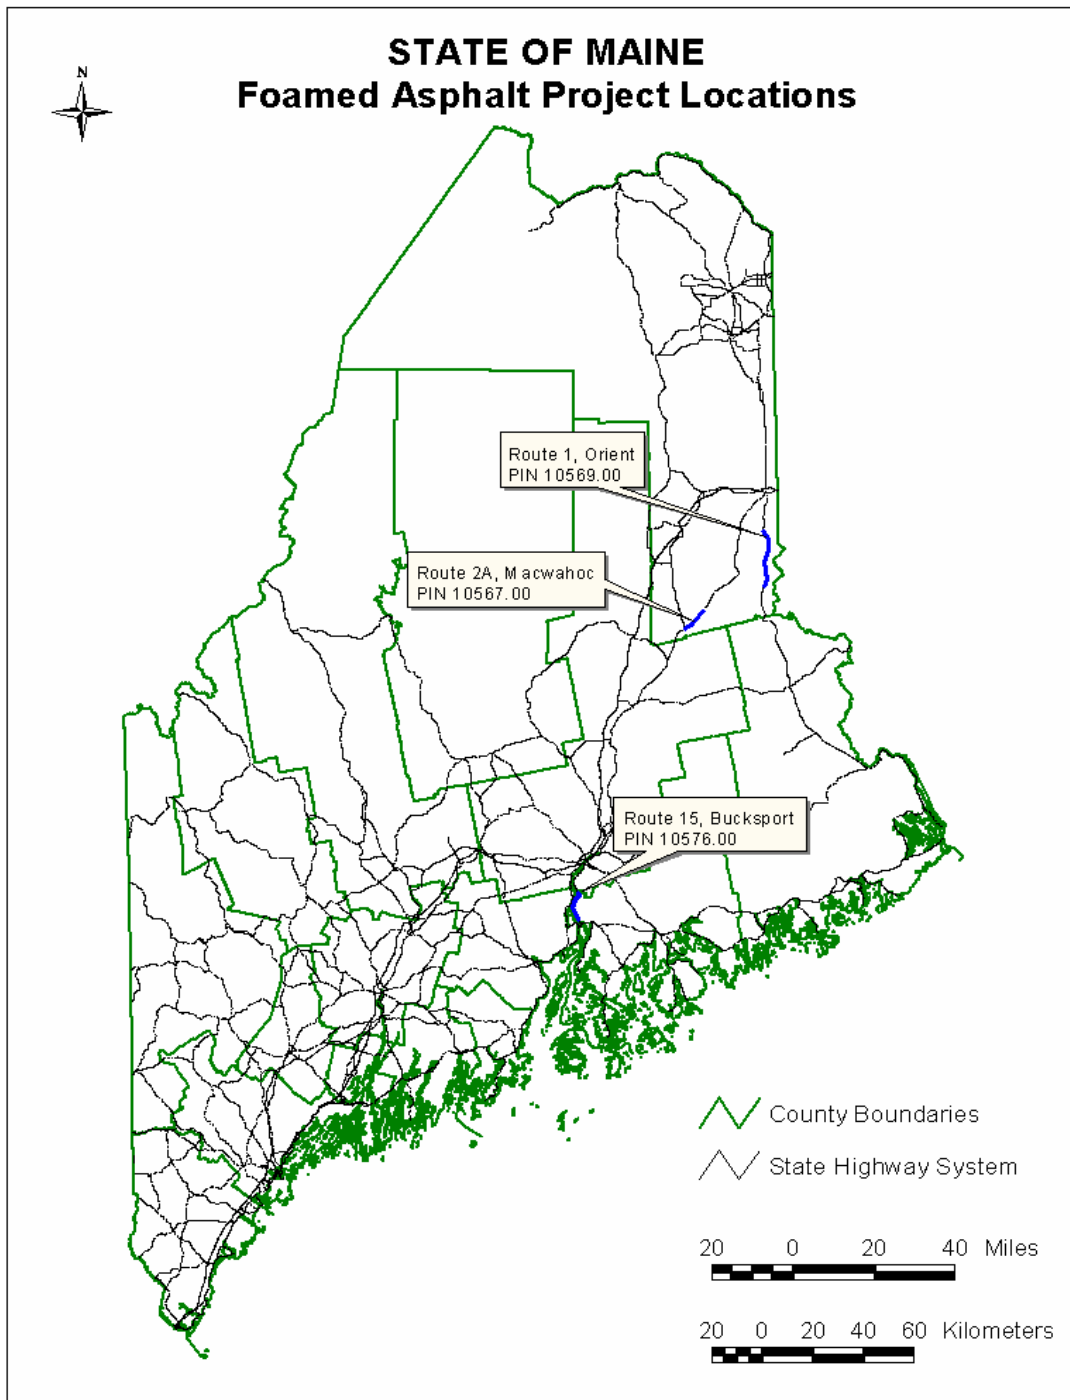 STATE OF MAINE
Foamed Asphalt Project Locations
N
Route 1, Orient
PIN 10569.00
Route 2A, Macwahoc
PIN 10567.00
Route 15, Bucksport
PIN 10576.00
County Boundaries
State Highway System
20 0 20 40 Miles
20 0 20 40 60 Kilometers